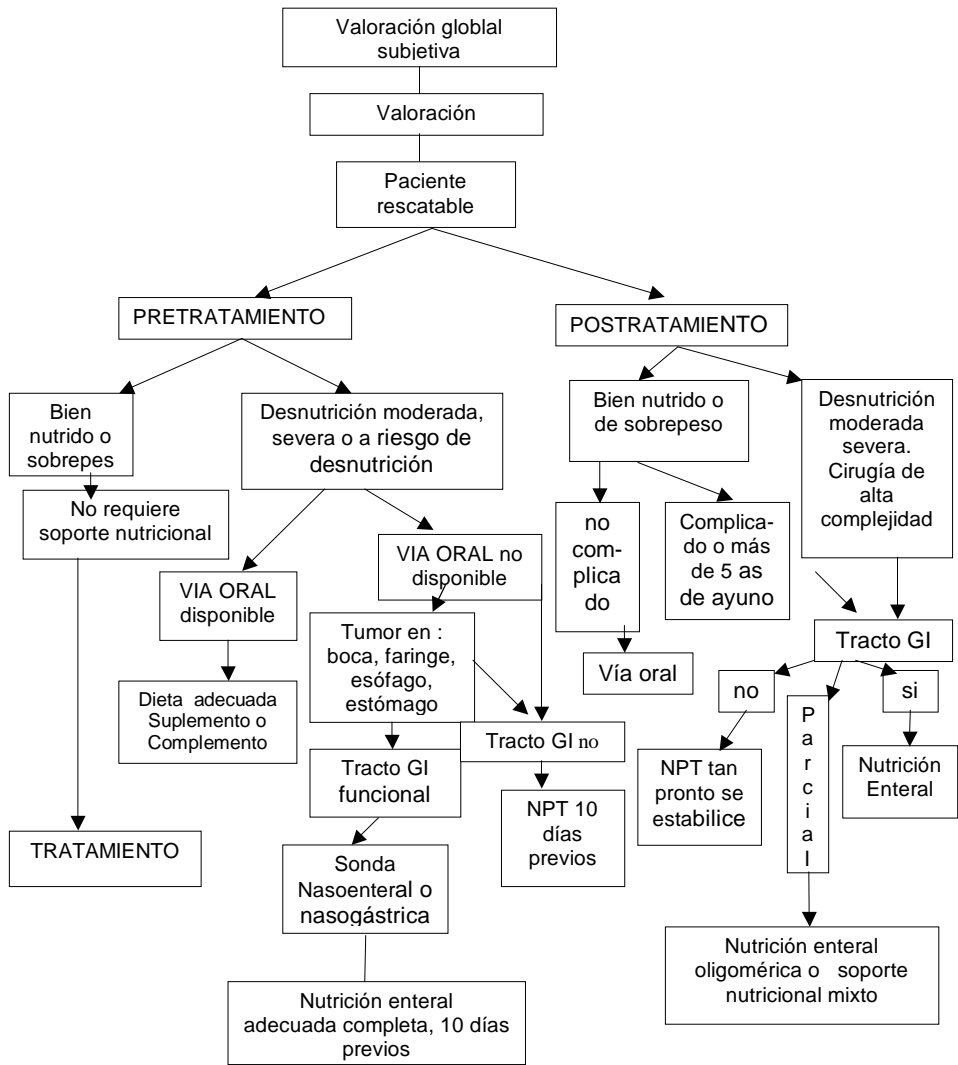 Valoración globlal
subjetiva
Valoración
Paciente
rescatable
PRETRATAMIENTO
POSTRATAMIENTO
Bien
nutrido o
sobrepes
Desnutrición moderada,
severa o a riesgo de
desnutrición
Bien nutrido o
de sobrepeso
Desnutrición
moderada
severa.
Cirugía de
alta
complejidad
No requiere
soporte nutricional
VIA ORAL
disponible
VIA ORAL no
disponible
no
com-
plica
do
Complica-
do o más
de 5 as
de ayuno
Dieta adecuada
Suplemento o
Complemento
Tumor en :
boca, faringe,
esófago,
estómago
Vía oral
Tracto GI
no
P
a
r
c
i
a
l
si
Tracto GI no
Tracto GI
funcional
NPT 10
días
previos
NPT tan
pronto se
estabilice
Nutrición
Enteral
TRATAMIENTO
Sonda
Nasoenteral o
nasogástrica
Nutrición enteral
adecuada completa, 10 días
previos
Nutrición enteral
oligomérica o soporte
nutricional mixto